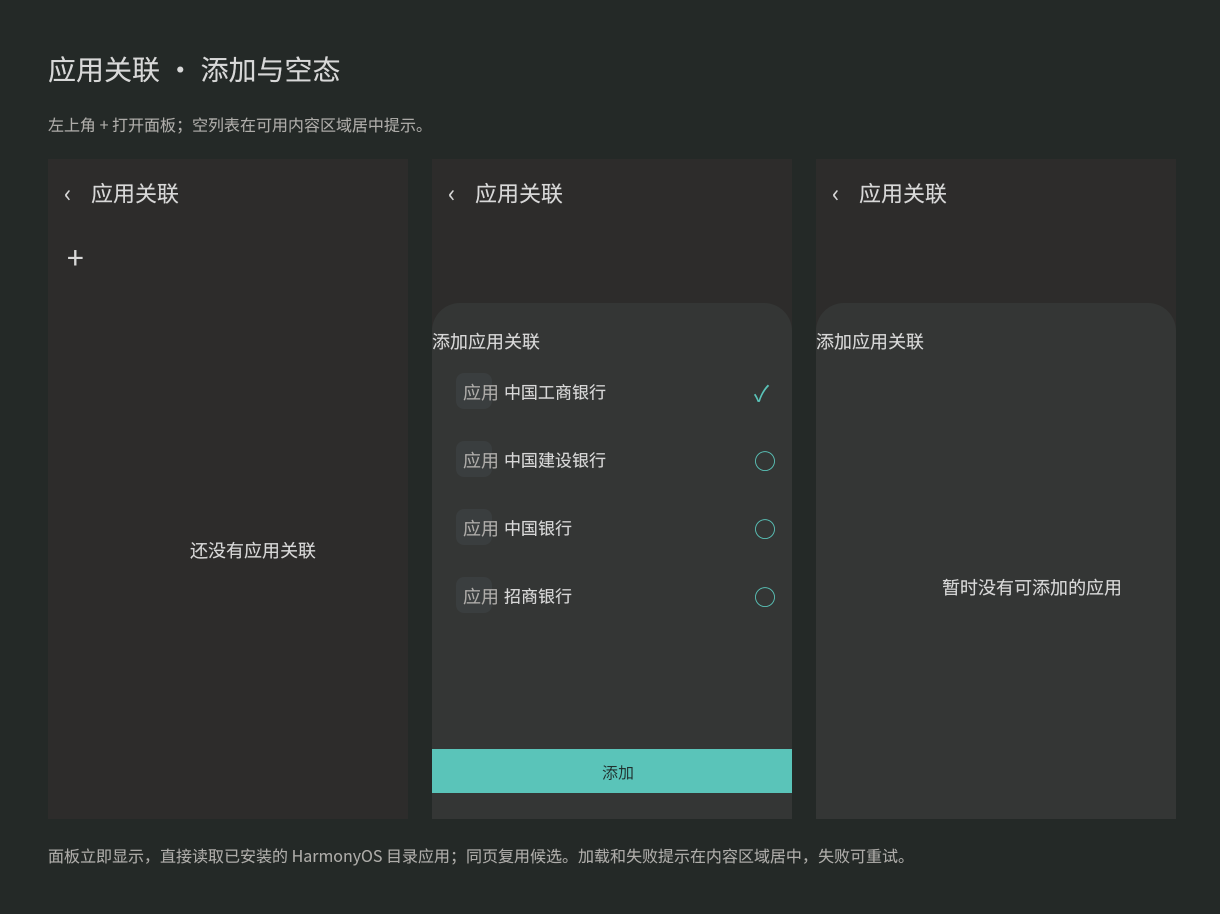 应用关联 · 添加与空态
左上角 + 打开面板；空列表在可用内容区域居中提示。
‹ 应用关联
+
还没有应用关联
‹ 应用关联
添加应用关联
应用 中国工商银行 ✓
应用 中国建设银行
应用 中国银行
应用 招商银行
添加
‹ 应用关联
添加应用关联
暂时没有可添加的应用
面板立即显示，直接读取已安装的 HarmonyOS 目录应用；同页复用候选。加载和失败提示在内容区域居中，失败可重试。